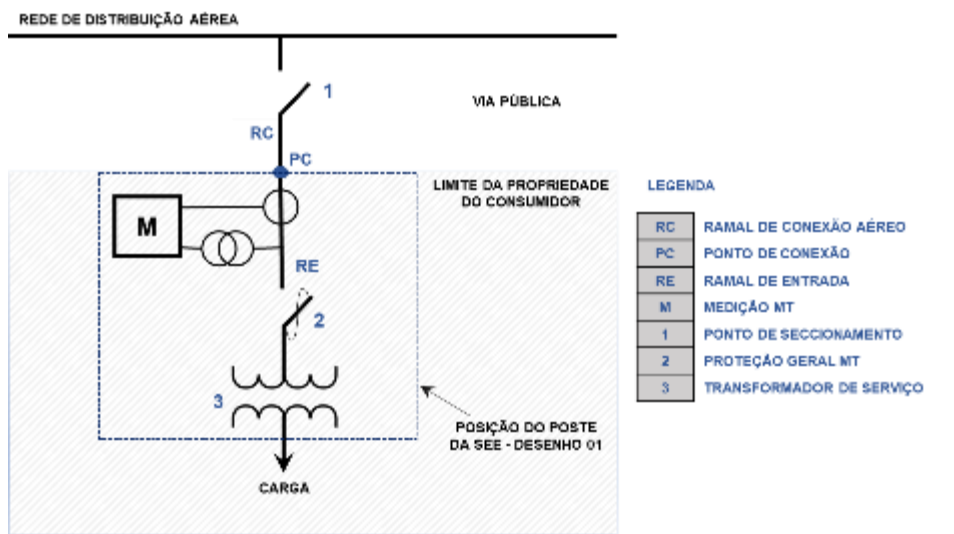 REDE DE DISTRIBUIÇÃO AÉREA
1
VIA PÚBLICA
RC
PC
LIMITE DA PROPRIEDADE
DO CONSUMIDOR
M
RE
2
3
POSIÇÃO DO POSTE
DA SEE - DESENHO 01
CARGA
LEGENDA
RC RAMAL DE CONEXÃO AÉREO
PC PONTO DE CONEXÃO
RE RAMAL DE ENTRADA
M MEDIÇÃO MT
1 PONTO DE SECCIONAMENTO
2 PROTEÇÃO GERAL MT
3 TRANSFORMADOR DE SERVIÇO